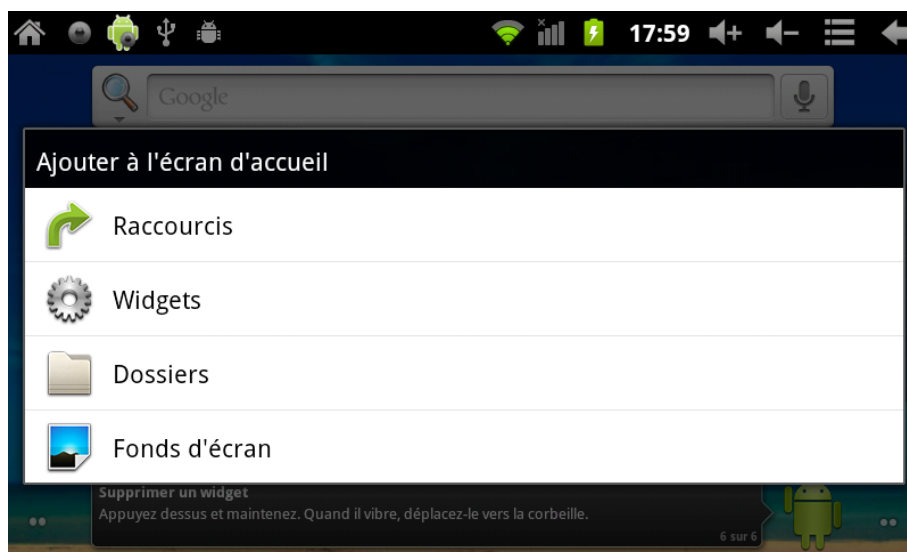 17:59
Google
Ajouter à l'écran d'accueil
Raccourcis
Widgets
Dossiers
Fonds d'écran
Supprimer un widget
Appuyez dessus et maintenez. Quand il vibre, déplacez-le vers la corbeille.
6 sur 6